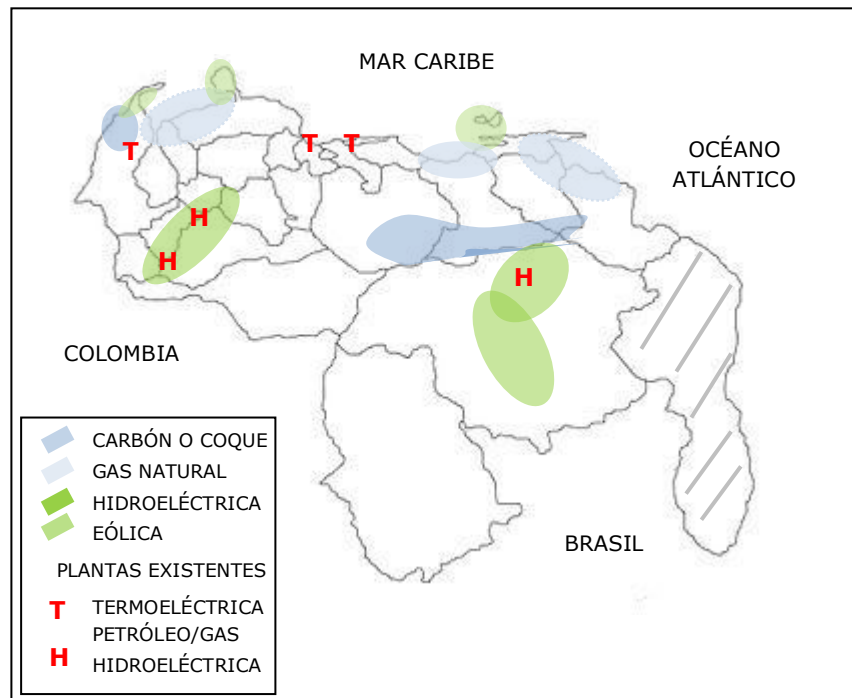 MAR CARIBE
OCÉANO
ATLÁNTICO
T
T
T
H
H
H
COLOMBIA
BRASIL
CARBÓN O COQUE
GAS NATURAL
HIDROELÉCTRICA
EÓLICA
PLANTAS EXISTENTES
T TERMOELÉCTRICA
PETRÓLEO/GAS
H HIDROELÉCTRICA